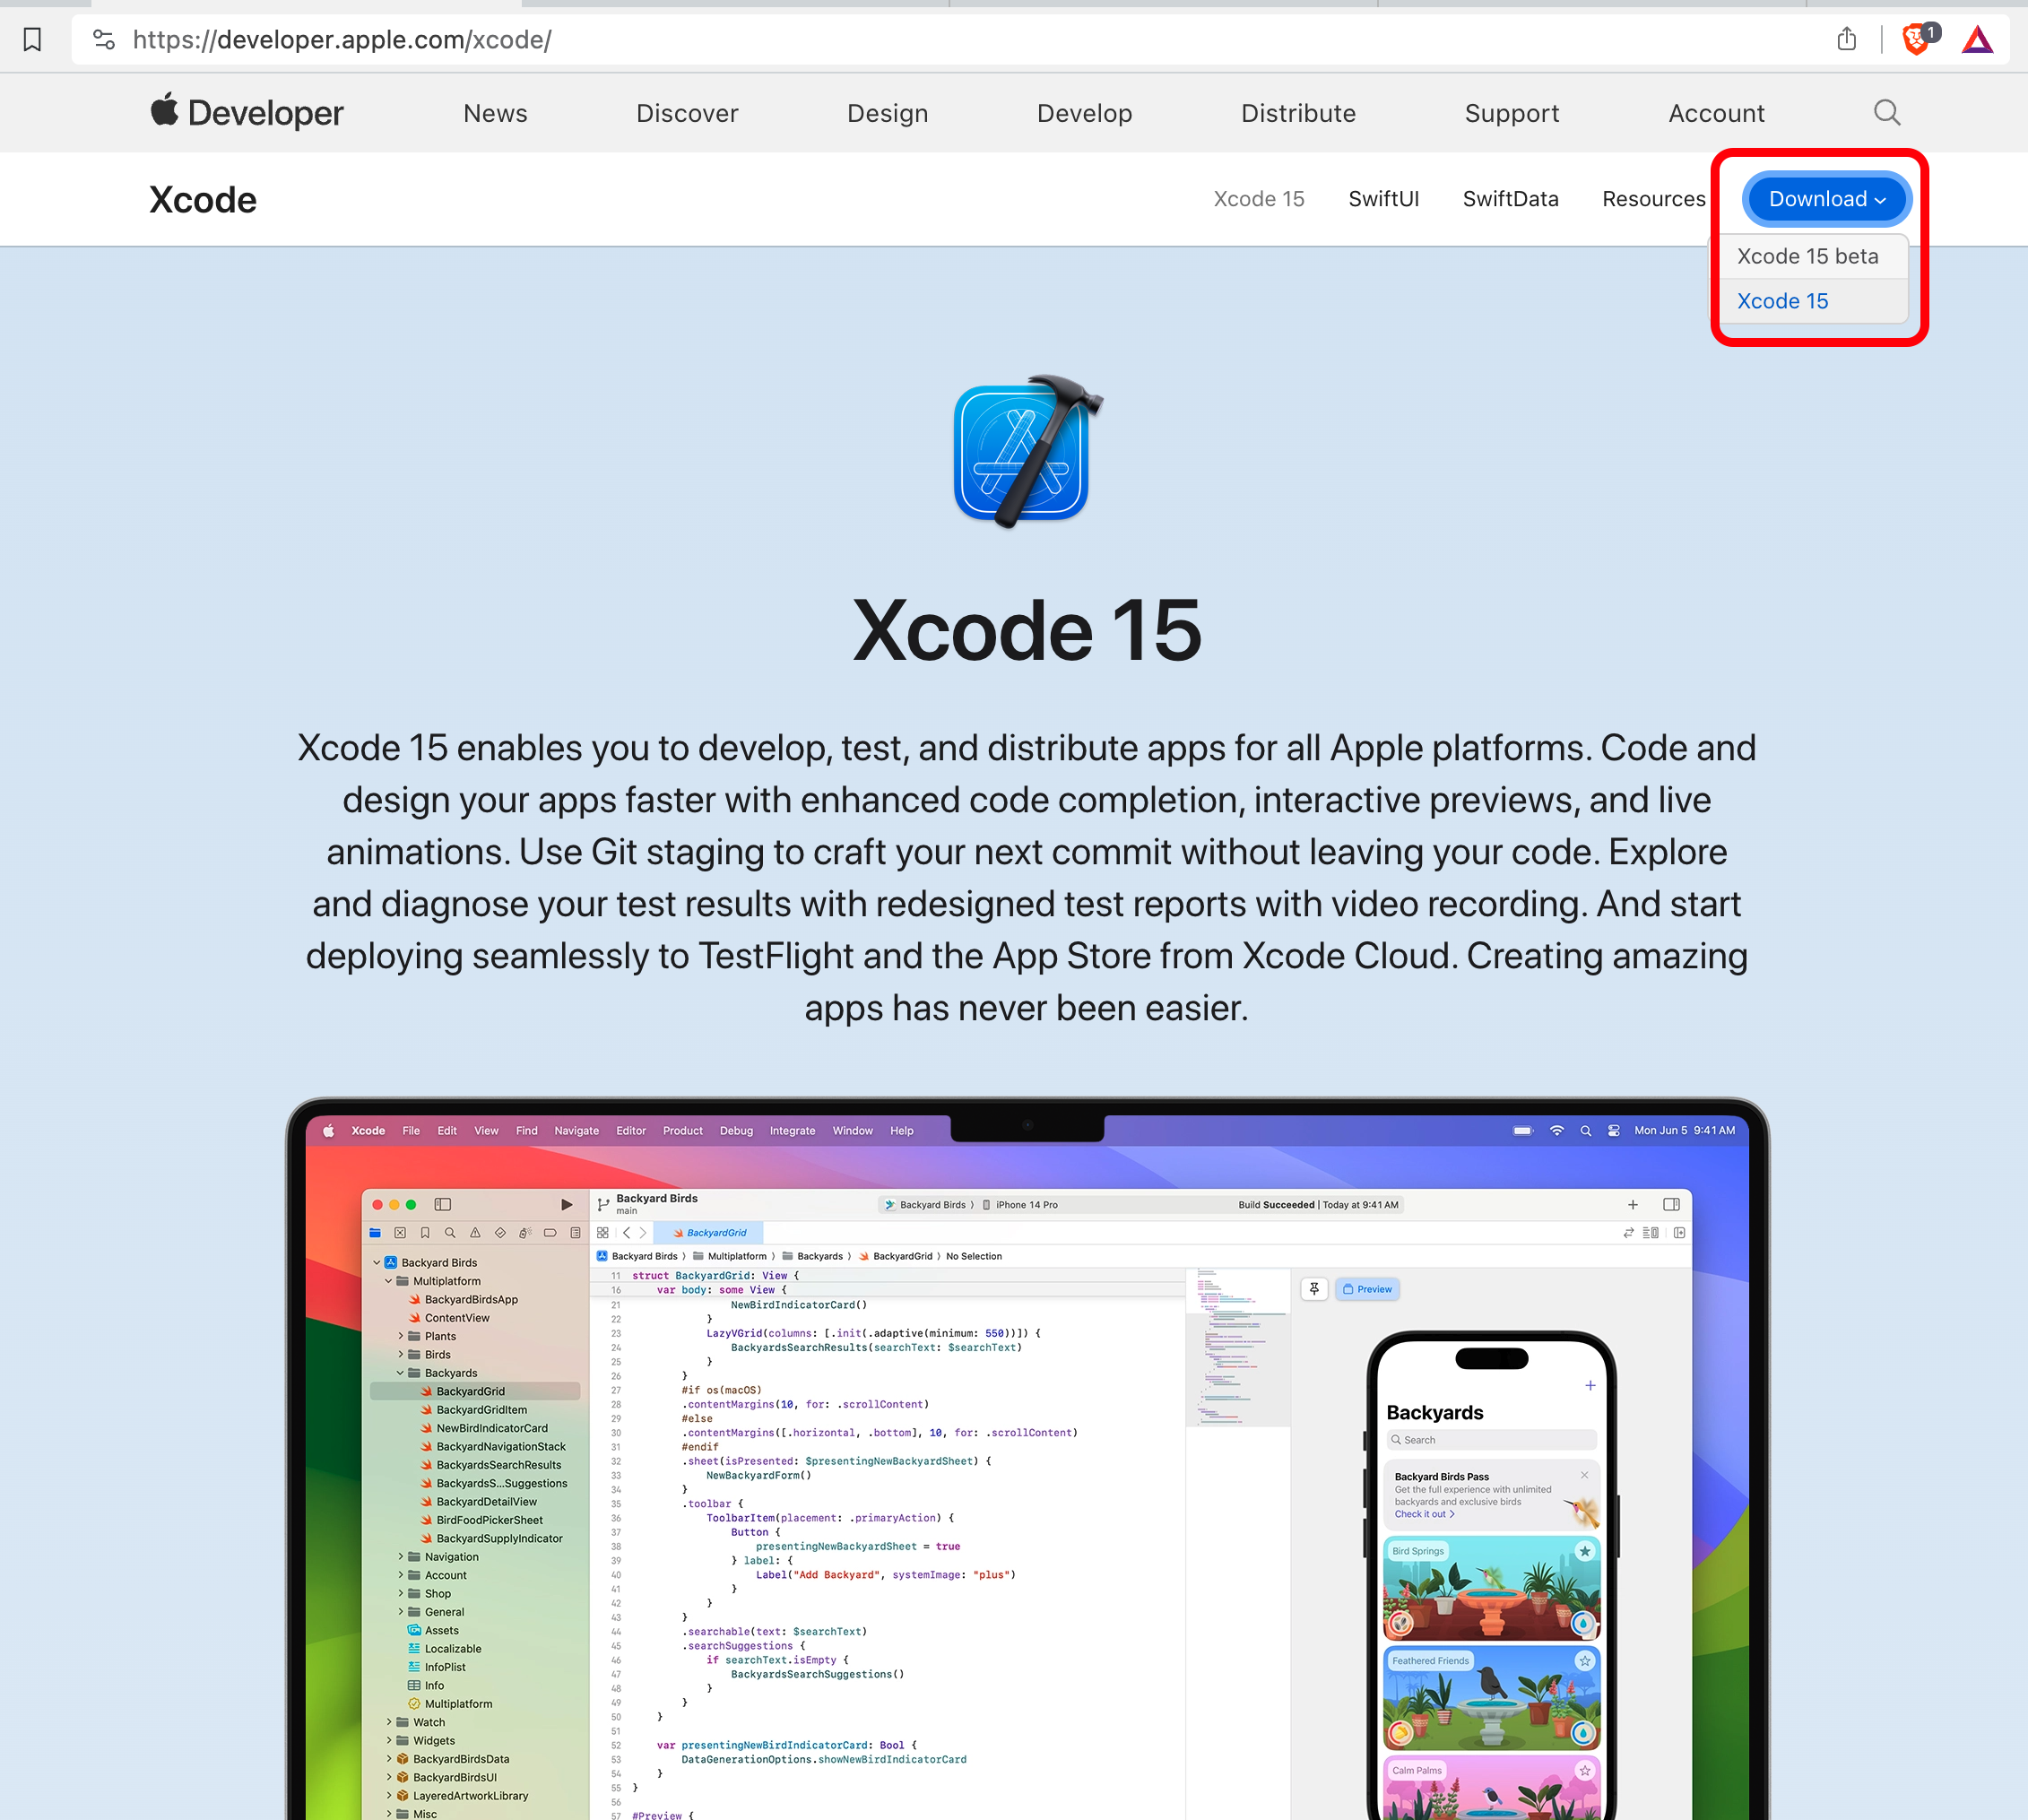 https://developer.apple.com/xcode/
1
Developer
News
Discover
Design
Develop
Distribute
Support
Account
Xcode
Xcode 15
SwiftUI
SwiftData
Resources
Download
Xcode 15 beta
Xcode 15
Xcode 15
Xcode 15 enables you to develop, test, and distribute apps for all Apple platforms. Code and
design your apps faster with enhanced code completion, interactive previews, and live
animations. Use Git staging to craft your next commit without leaving your code. Explore
and diagnose your test results with redesigned test reports with video recording. And start
deploying seamlessly to TestFlight and the App Store from Xcode Cloud. Creating amazing
apps has never been easier.
Xcode File Edit View Find Navigate Editor Product Debug Integrate Window Help
Mon Jun 5 9:41 AM
Backyard Birds
main
Backyard Birds
iPhone 14 Pro
Build Succeeded | Today at 9:41 AM
BackyardGrid
Backyard Birds
Multiplatform
Backyards
BackyardGrid
No Selection
Backyard Birds
Multiplatform
BackyardBirdsApp
ContentView
Plants
Birds
Backyards
BackyardGrid
BackyardGridItem
NewBirdIndicatorCard
BackyardNavigationStack
BackyardsSearchResults
BackyardsS...Suggestions
BackyardDetailView
BirdFoodPickerSheet
BackyardSupplyIndicator
Navigation
Account
Shop
General
Assets
Localizable
InfoPlist
Info
Multiplatform
Watch
Widgets
BackyardBirdsData
BackyardBirdsUI
LayeredArtworkLibrary
Misc
11 struct BackyardGrid: View {
16 var body: some View {
21 NewBirdIndicatorCard()
22 }
23 LazyVGrid(columns: [.init(.adaptive(minimum: 550))]) {
24 BackyardsSearchResults(searchText: $searchText)
25 }
26 }
27 #if os(macOS)
28 .contentMargins(10, for: .scrollContent)
29 #else
30 .contentMargins([.horizontal, .bottom], 10, for: .scrollContent)
31 #endif
32 .sheet(isPresented: $presentingNewBackyardSheet) {
33 NewBackyardForm()
34 }
35 .toolbar {
36 ToolbarItem(placement: .primaryAction) {
37 Button {
38 presentingNewBackyardSheet = true
39 } label: {
40 Label("Add Backyard", systemImage: "plus")
41 }
42 }
43 }
44 .searchable(text: $searchText)
45 .searchSuggestions {
46 if searchText.isEmpty {
47 BackyardsSearchSuggestions()
48 }
49 }
50 }
51
52 var presentingNewBirdIndicatorCard: Bool {
53 DataGenerationOptions.showNewBirdIndicatorCard
54 }
55 }
56
57 #Preview {
Preview
Backyards
Search
Backyard Birds Pass
Get the full experience with unlimited
backyards and exclusive birds
Check it out
Bird Springs
Feathered Friends
Calm Palms